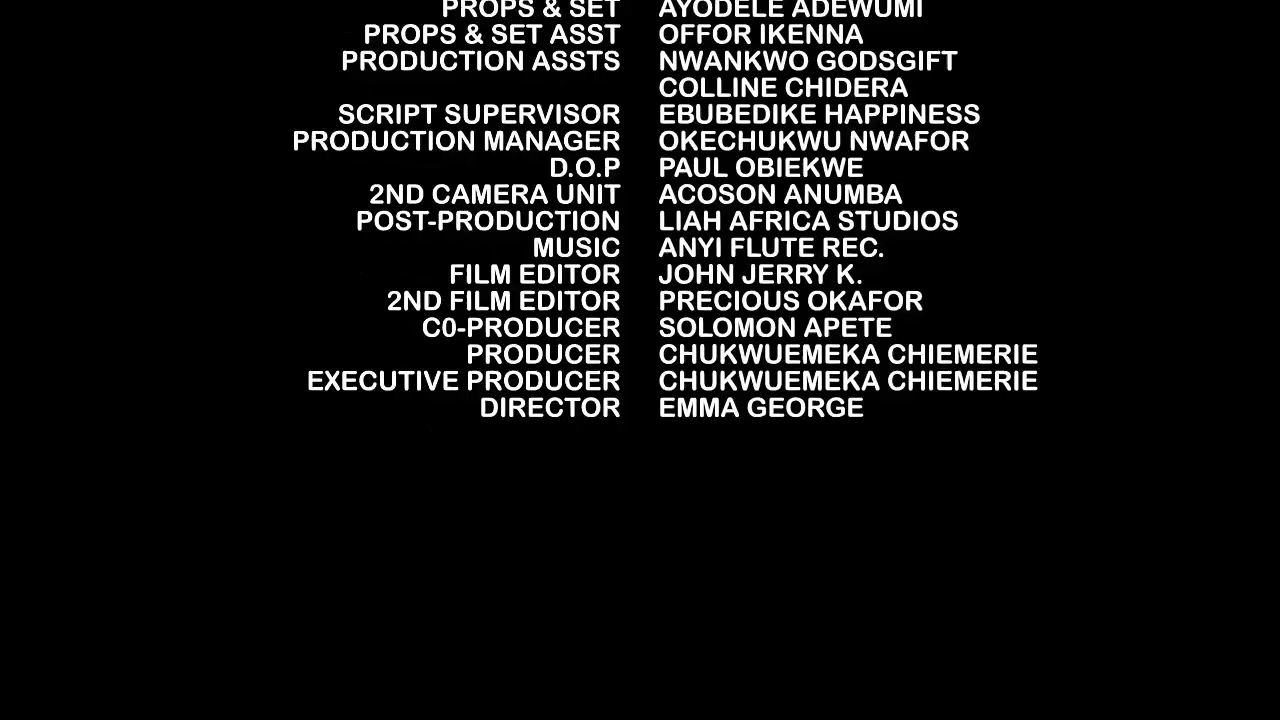 PROPS & SET AYODELE ADEWUMI
PROPS & SET ASST OFFOR IKENNA
PRODUCTION ASSTS NWANKWO GODSGIFT
COLLINE CHIDERA
SCRIPT SUPERVISOR EBUBEDIKE HAPPINESS
PRODUCTION MANAGER OKECHUKWU NWAFOR
D.O.P PAUL OBIEKWE
2ND CAMERA UNIT ACOSON ANUMBA
POST-PRODUCTION LIAH AFRICA STUDIOS
MUSIC ANYI FLUTE REC.
FILM EDITOR JOHN JERRY K.
2ND FILM EDITOR PRECIOUS OKAFOR
C0-PRODUCER SOLOMON APETE
PRODUCER CHUKWUEMEKA CHIEMERIE
EXECUTIVE PRODUCER CHUKWUEMEKA CHIEMERIE
DIRECTOR EMMA GEORGE